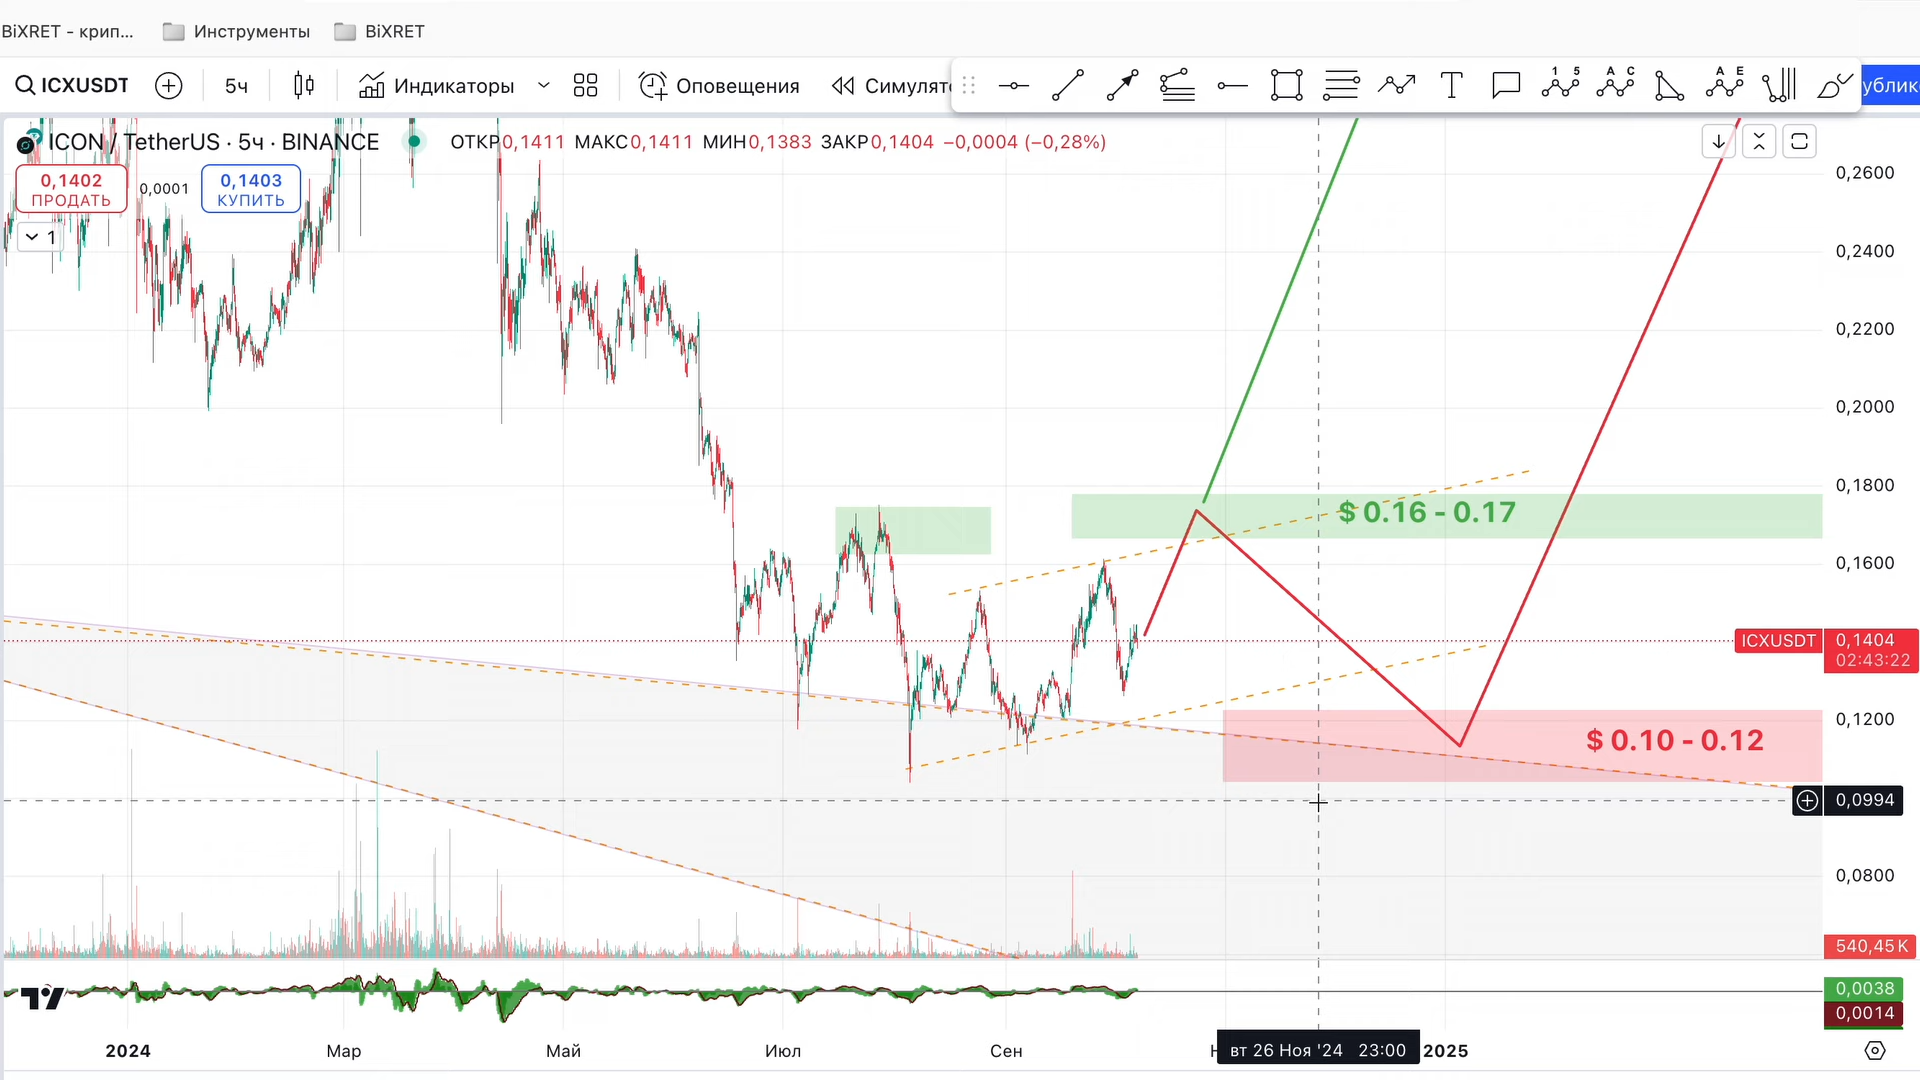 BiXRET - крип...
Инструменты
BiXRET
ICXUSDT
5ч
Индикаторы
Оповещения
Симулято
1 5
A C
A E
ублик
ICON / TetherUS · 5ч · BINANCE
ОТКР0,1411 МАКС0,1411 МИН0,1383 ЗАКР0,1404 −0,0004 (−0,28%)
0,1402
ПРОДАТЬ
0,0001
0,1403
КУПИТЬ
1
0,2600
0,2400
0,2200
0,2000
0,1800
$ 0.16 - 0.17
0,1600
ICXUSDT
0,1404
02:43:22
0,1200
$ 0.10 - 0.12
0,0994
0,0800
540,45 K
0,0038
0,0014
2024
Мар
Май
Июл
Сен
вт 26 Ноя '24 23:00
2025